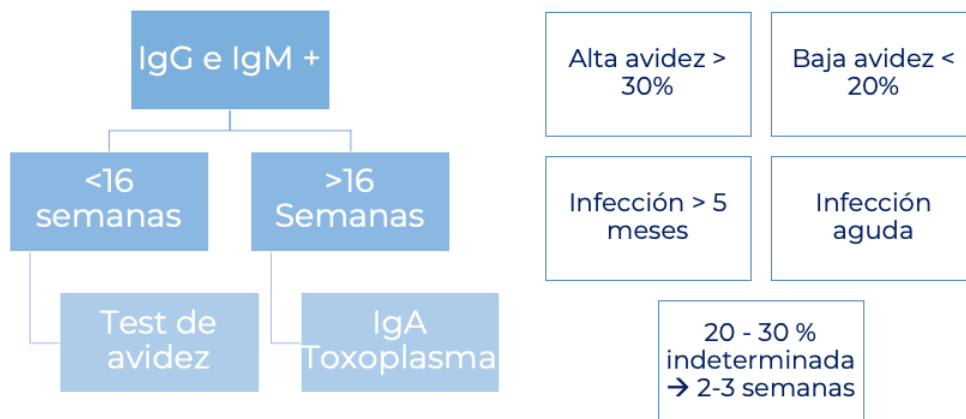 IgG e IgM +
<16
semanas
>16
Semanas
Test de
avidez
IgA
Toxoplasma
Alta avidez >
30%
Baja avidez <
20%
Infección > 5
meses
Infección
aguda
20 - 30 %
indeterminada
→ 2-3 semanas